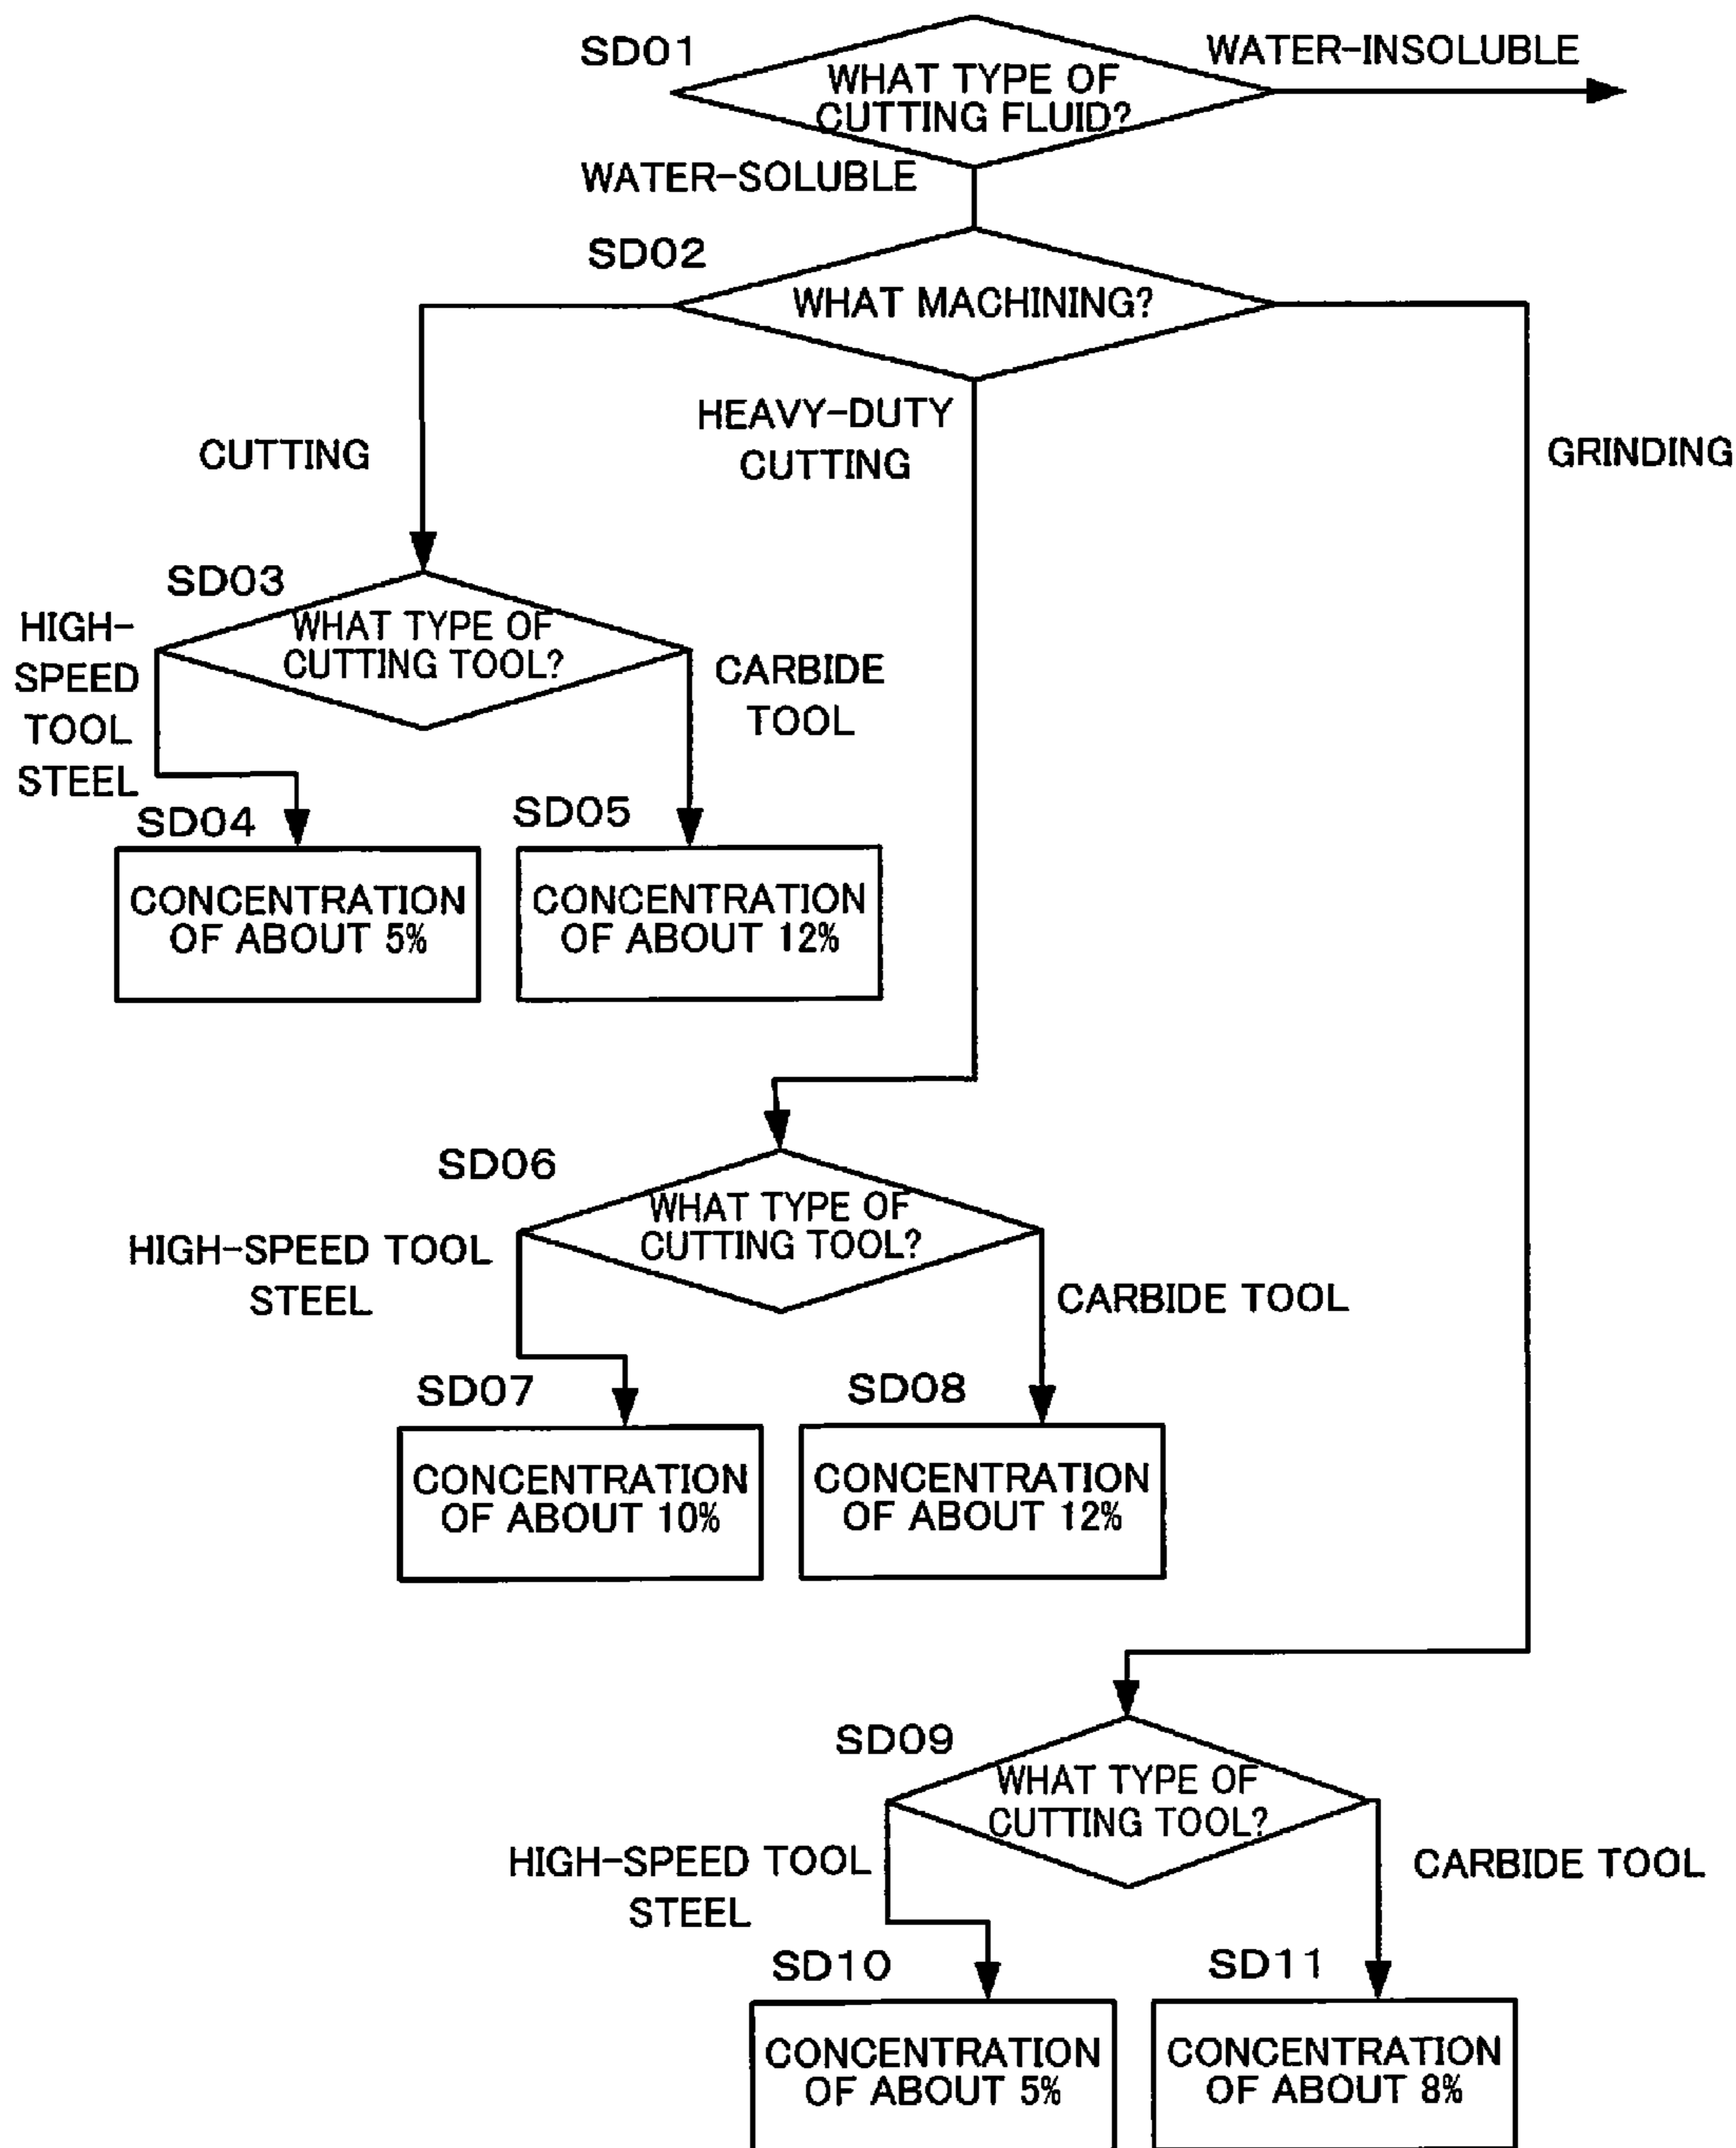 SD01
WHAT TYPE OF
CUTTING FLUID?
WATER-INSOLUBLE
WATER-SOLUBLE
SD02
WHAT MACHINING?
CUTTING
HEAVY-DUTY
CUTTING
GRINDING
SD03
WHAT TYPE OF
CUTTING TOOL?
HIGH-
SPEED
TOOL
STEEL
CARBIDE
TOOL
SD04
CONCENTRATION
OF ABOUT 5%
SD05
CONCENTRATION
OF ABOUT 12%
SD06
WHAT TYPE OF
CUTTING TOOL?
HIGH-SPEED TOOL
STEEL
CARBIDE TOOL
SD07
CONCENTRATION
OF ABOUT 10%
SD08
CONCENTRATION
OF ABOUT 12%
SD09
WHAT TYPE OF
CUTTING TOOL?
HIGH-SPEED TOOL
STEEL
CARBIDE TOOL
SD10
CONCENTRATION
OF ABOUT 5%
SD11
CONCENTRATION
OF ABOUT 8%